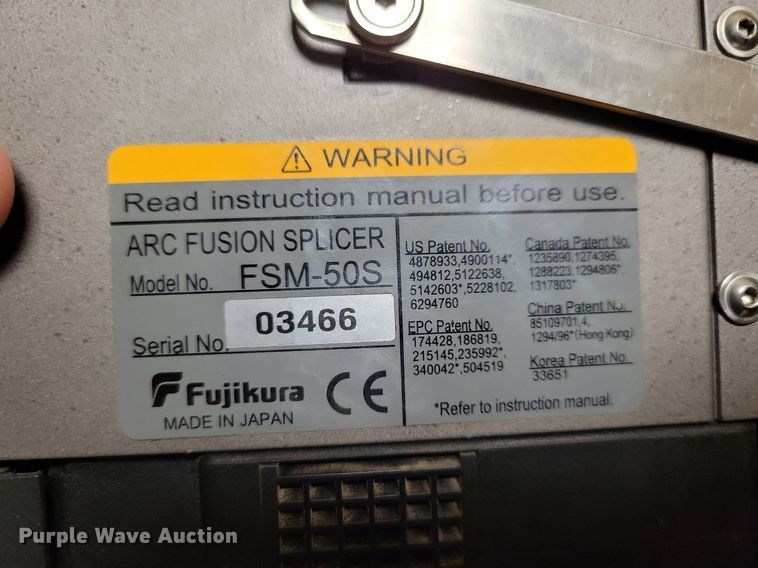 WARNING
Read instruction manual before use.
ARC FUSION SPLICER
Model No. FSM-50S
Serial No. 03466
Fujikura CE
MADE IN JAPAN
US Patent No.
4878933,4900114*,
494812,5122638,
5142603*,5228102,
6294760
EPC Patent No.
174428,186819,
215145,235992*,
340042*,504519
Canada Patent No.
1235890,1274395,
1288223,1294806*,
1317803*
China Patent No.
85109701,4,
1294/96*(Hong Kong)
Korea Patent No.
33651
*Refer to instruction manual.
Purple Wave Auction